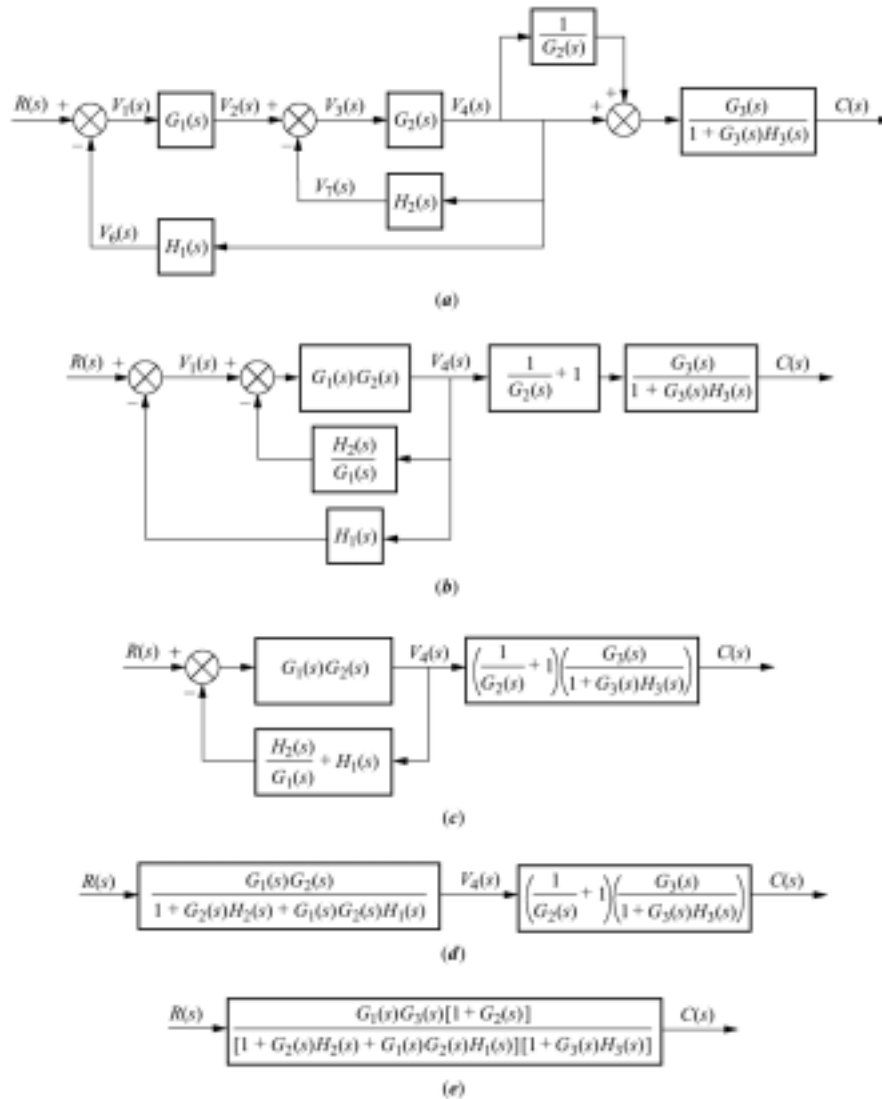 1
G₂(s)
R(s) + V₁(s) G₁(s) V₂(s) + V₃(s) G₂(s) V₄(s) + + G₃(s) C(s)
1 + G₃(s)H₃(s)
− −
V₇(s) H₂(s)
V₆(s) H₁(s)
(a)
R(s) + V₁(s) + G₁(s)G₂(s) V₄(s) 1 + 1 G₃(s) C(s)
G₂(s) 1 + G₃(s)H₃(s)
− −
H₂(s)
G₁(s)
H₁(s)
(b)
R(s) + G₁(s)G₂(s) V₄(s) (1 + 1)(G₃(s)) C(s)
G₂(s) 1 + G₃(s)H₃(s)
−
H₂(s) + H₁(s)
G₁(s)
(c)
R(s) G₁(s)G₂(s) V₄(s) (1 + 1)(G₃(s)) C(s)
1 + G₂(s)H₂(s) + G₁(s)G₂(s)H₁(s) G₂(s) 1 + G₃(s)H₃(s)
(d)
R(s) G₁(s)G₃(s)[1 + G₂(s)] C(s)
[1 + G₂(s)H₂(s) + G₁(s)G₂(s)H₁(s)][1 + G₃(s)H₃(s)]
(e)